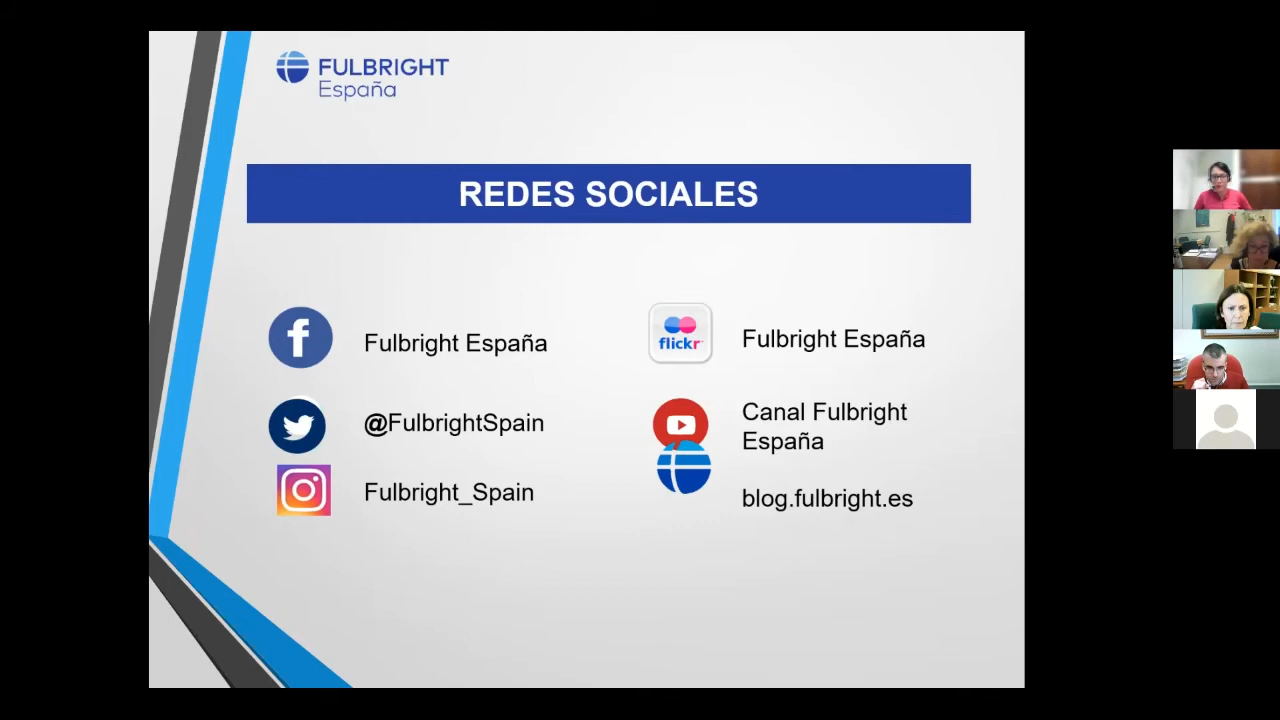 FULBRIGHT
España
REDES SOCIALES
Fulbright España
@FulbrightSpain
Fulbright_Spain
flickr
Fulbright España
Canal Fulbright
España
blog.fulbright.es